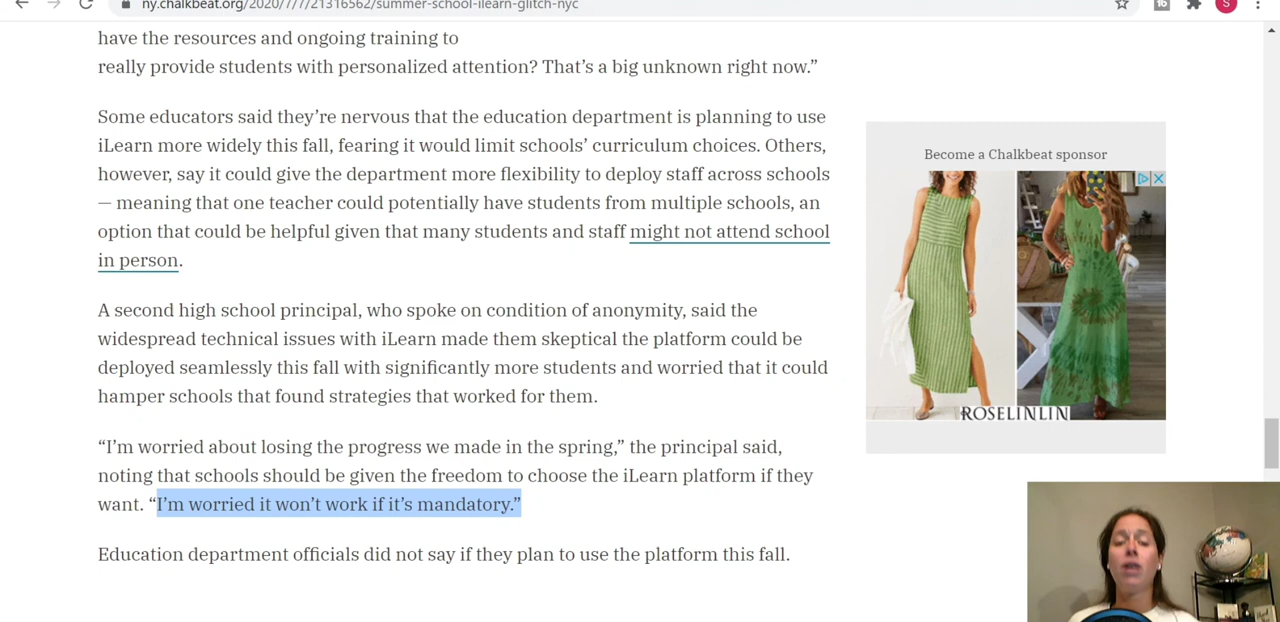 ny.chalkbeat.org/2020/7/7/21316562/summer-school-ilearn-glitch-nyc
16
S
have the resources and ongoing training to
really provide students with personalized attention? That’s a big unknown right now.”
Some educators said they’re nervous that the education department is planning to use
iLearn more widely this fall, fearing it would limit schools’ curriculum choices. Others,
however, say it could give the department more flexibility to deploy staff across schools
— meaning that one teacher could potentially have students from multiple schools, an
option that could be helpful given that many students and staff might not attend school
in person.
A second high school principal, who spoke on condition of anonymity, said the
widespread technical issues with iLearn made them skeptical the platform could be
deployed seamlessly this fall with significantly more students and worried that it could
hamper schools that found strategies that worked for them.
“I’m worried about losing the progress we made in the spring,” the principal said,
noting that schools should be given the freedom to choose the iLearn platform if they
want. “I’m worried it won’t work if it’s mandatory.”
Education department officials did not say if they plan to use the platform this fall.
Become a Chalkbeat sponsor
ROSELINLIN